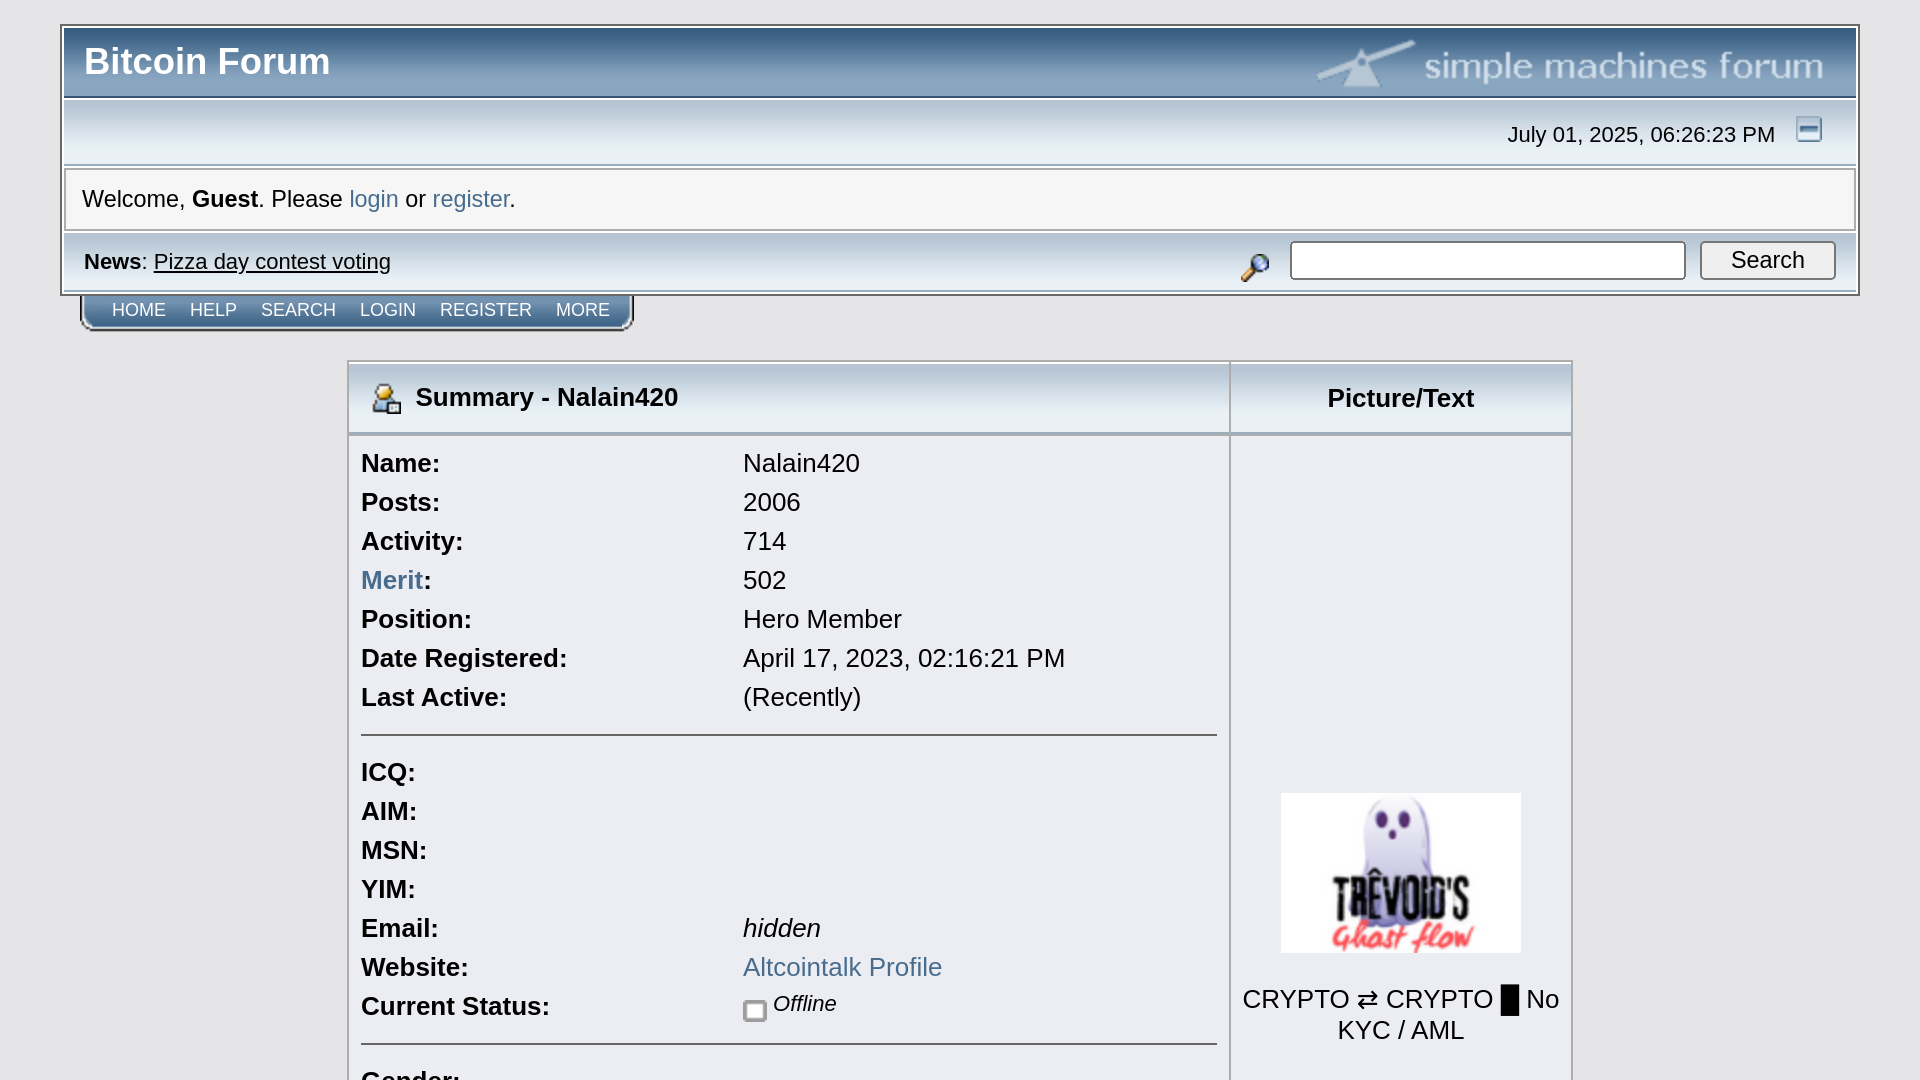 Bitcoin Forum
simple machines forum
July 01, 2025, 06:26:23 PM
Welcome, Guest. Please login or register.
News: Pizza day contest voting
Search
HOME HELP SEARCH LOGIN REGISTER MORE
Summary - Nalain420
Picture/Text
Name: Nalain420
Posts: 2006
Activity: 714
Merit: 502
Position: Hero Member
Date Registered: April 17, 2023, 02:16:21 PM
Last Active: (Recently)
ICQ:
AIM:
MSN:
YIM:
Email: hidden
Website: Altcointalk Profile
Current Status: Offline
TRÊVOID'S
Ghast flow
CRYPTO ⇄ CRYPTO █ No
KYC / AML
Gender: